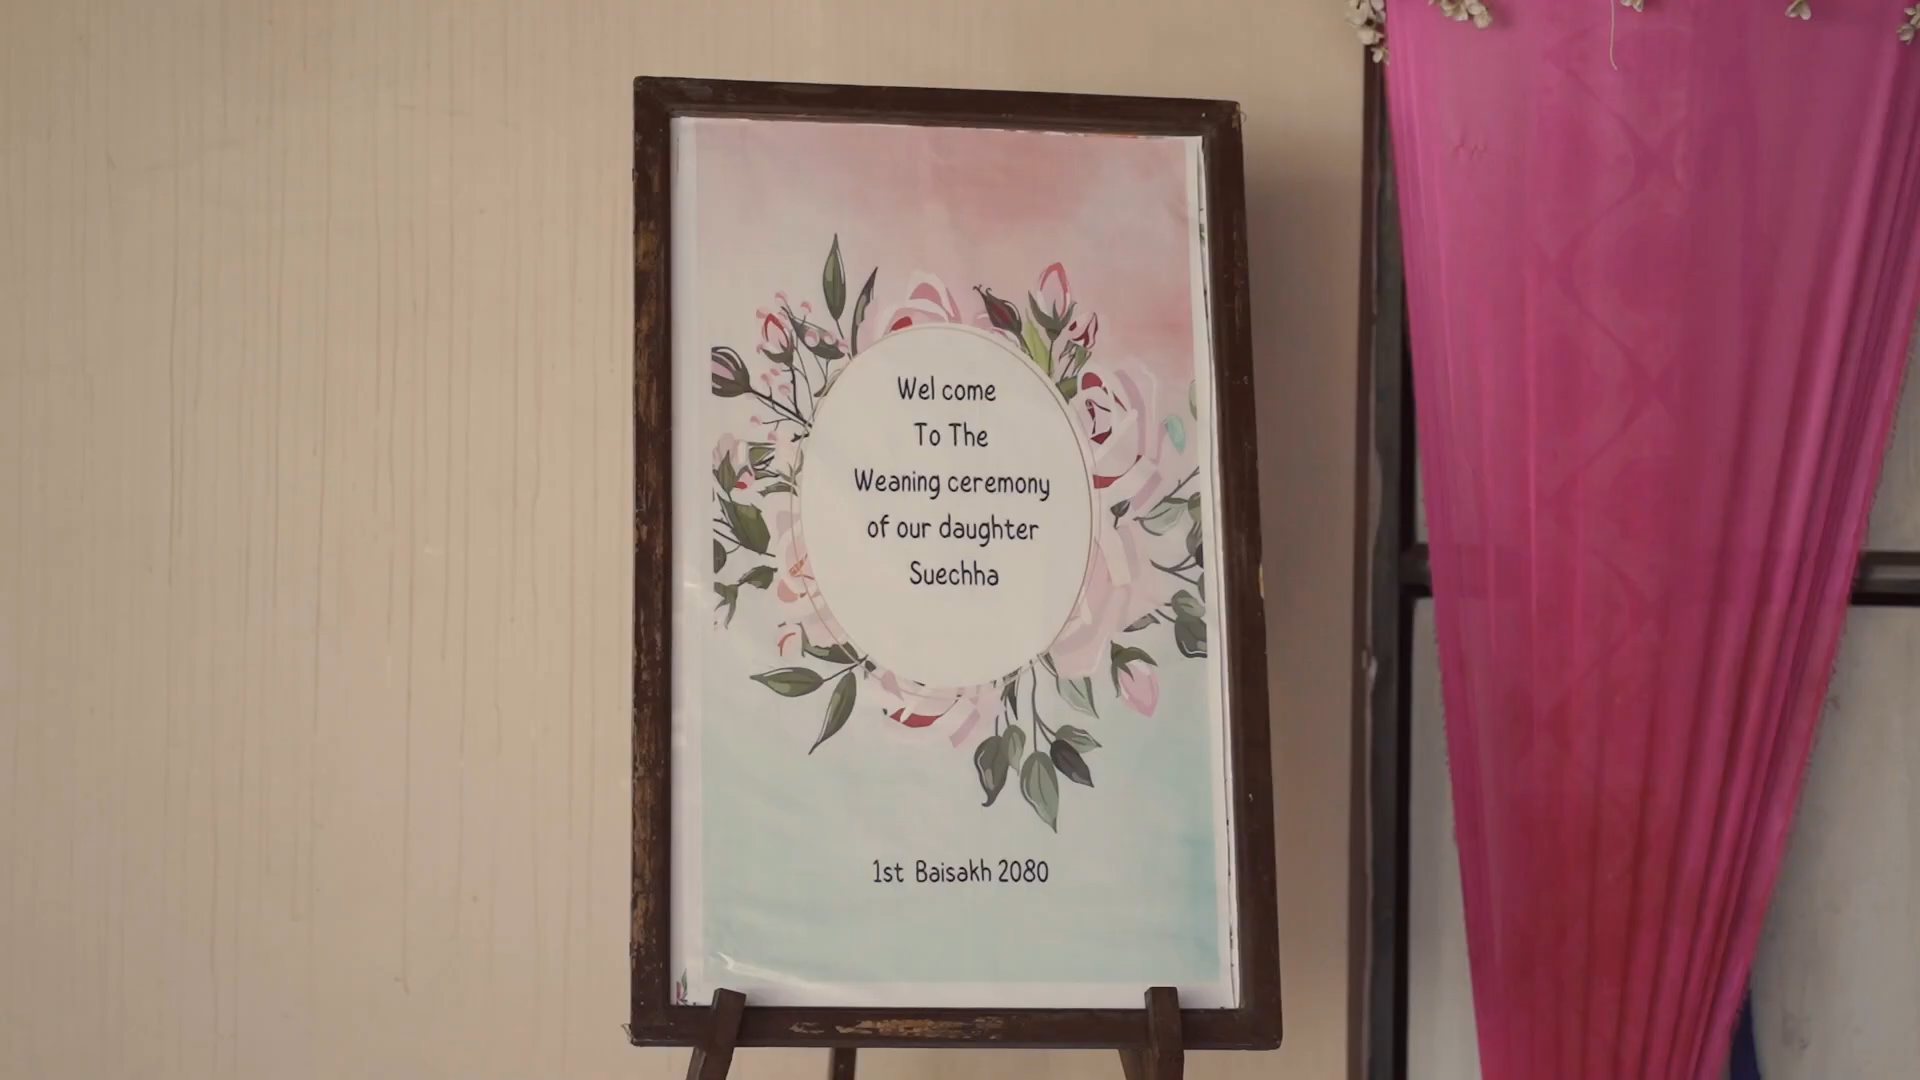 Wel come
To The
Weaning ceremony
of our daughter
Suechha
1st Baisakh 2080